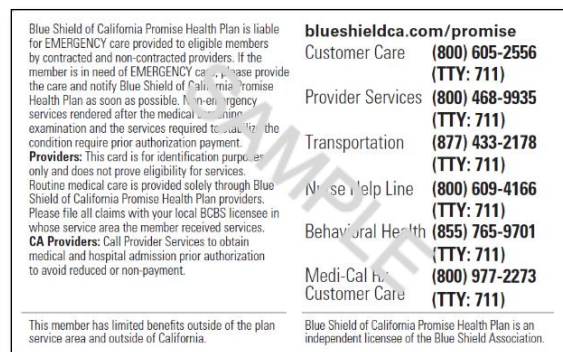 Blue Shield of California Promise Health Plan is liable
for EMERGENCY care provided to eligible members
by contracted and non-contracted providers. If the
member is in need of EMERGENCY care, please provide
the care and notify Blue Shield of California Promise
Health Plan as soon as possible. Non-emergency
services rendered after the medical screening
examination and the services required to stabilize the
condition require prior authorization payment.
Providers: This card is for identification purposes
only and does not prove eligibility for services.
Routine medical care is provided solely through Blue
Shield of California Promise Health Plan providers.
Please file all claims with your local BCBS licensee in
whose service area the member received services.
CA Providers: Call Provider Services to obtain
medical and hospital admission prior authorization
to avoid reduced or non-payment.
This member has limited benefits outside of the plan
service area and outside of California.
blueshieldca.com/promise
Customer Care (800) 605-2556
(TTY: 711)
Provider Services (800) 468-9935
(TTY: 711)
Transportation (877) 433-2178
(TTY: 711)
Nurse Help Line (800) 609-4166
(TTY: 711)
Behavioral Health (855) 765-9701
(TTY: 711)
Medi-Cal Rx (800) 977-2273
Customer Care (TTY: 711)
Blue Shield of California Promise Health Plan is an
independent licensee of the Blue Shield Association.
SAMPLE